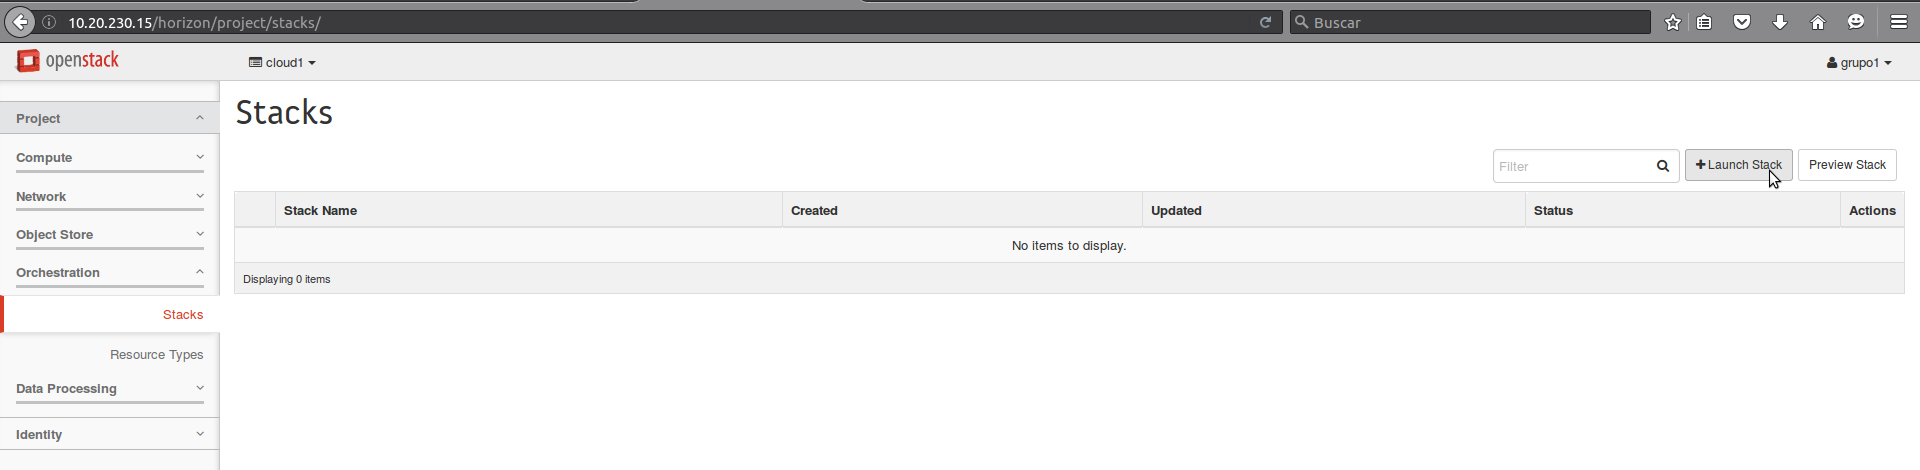 10.20.230.15/horizon/project/stacks/
Buscar
openstack
cloud1
grupo1
Project
Compute
Network
Object Store
Orchestration
Stacks
Resource Types
Data Processing
Identity
Stacks
Filter
Launch Stack
Preview Stack
Stack Name Created Updated Status Actions
No items to display.
Displaying 0 items